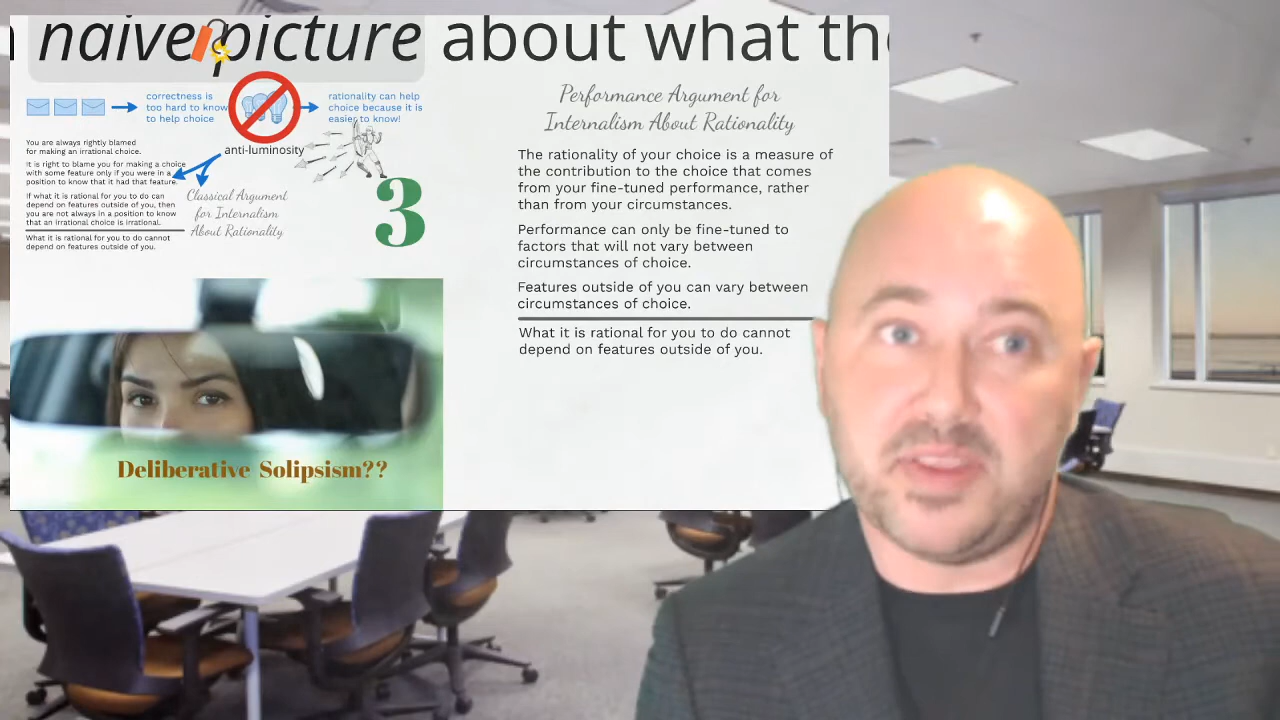 naive picture about what the
correctness is
too hard to know
to help choice
rationality can help
choice because it is
easier to know!
anti-luminosity
You are always rightly blamed
for making an irrational choice.
It is right to blame you for making a choice
with some feature only if you were in a
position to know that it had that feature.
If what it is rational for you to do can
depend on features outside of you, then
you are not always in a position to know
that an irrational choice is irrational.
What it is rational for you to do cannot
depend on features outside of you.
Classical Argument
for Internalism
About Rationality
3
Deliberative Solipsism??
Performance Argument for
Internalism About Rationality
The rationality of your choice is a measure of
the contribution to the choice that comes
from your fine-tuned performance, rather
than from your circumstances.
Performance can only be fine-tuned to
factors that will not vary between
circumstances of choice.
Features outside of you can vary between
circumstances of choice.
What it is rational for you to do cannot
depend on features outside of you.